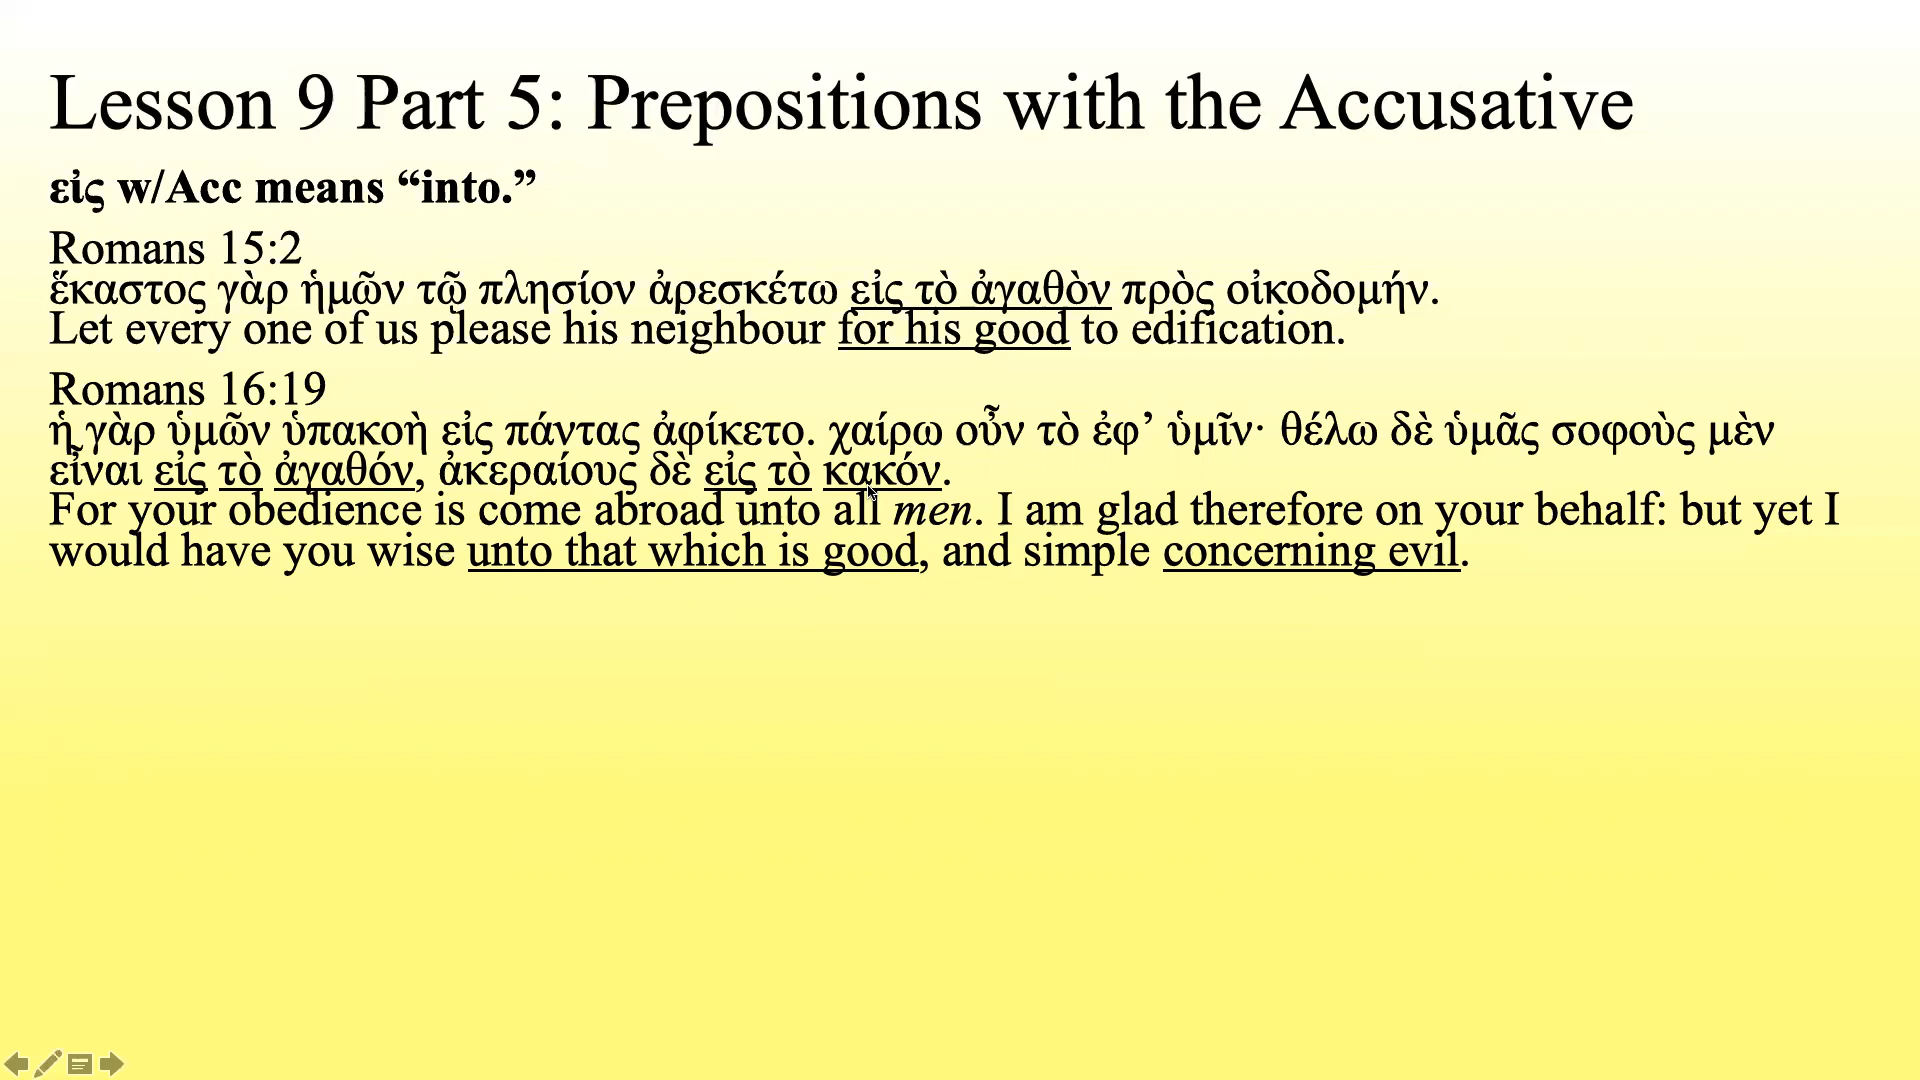 Lesson 9 Part 5: Prepositions with the Accusative
εἰς w/Acc means “into.”
Romans 15:2
ἕκαστος γὰρ ἡμῶν τῷ πλησίον ἀρεσκέτω εἰς τὸ ἀγαθὸν πρὸς οἰκοδομήν.
Let every one of us please his neighbour for his good to edification.
Romans 16:19
ἡ γὰρ ὑμῶν ὑπακοὴ εἰς πάντας ἀφίκετο. χαίρω οὖν τὸ ἐφ’ ὑμῖν· θέλω δὲ ὑμᾶς σοφοὺς μὲν
εἶναι εἰς τὸ ἀγαθόν, ἀκεραίους δὲ εἰς τὸ κακόν.
For your obedience is come abroad unto all men. I am glad therefore on your behalf: but yet I
would have you wise unto that which is good, and simple concerning evil.